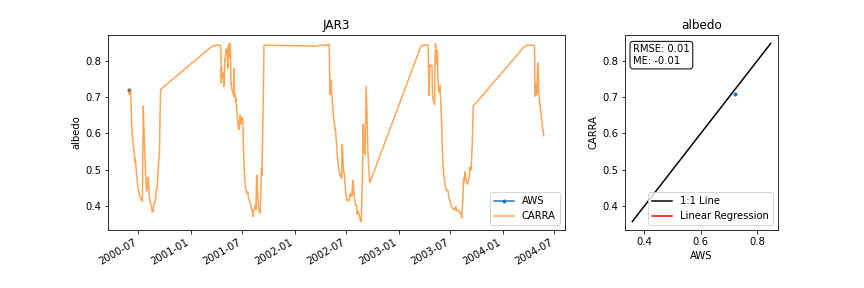 JAR3
albedo
0.8
0.7
0.6
0.5
0.4
albedo
2000-07
2001-01
2001-07
2002-01
2002-07
2003-01
2003-07
2004-01
2004-07
AWS
CARRA
albedo
RMSE: 0.01
ME: -0.01
0.8
0.7
0.6
0.5
0.4
CARRA
1:1 Line
Linear Regression
0.4
0.6
0.8
AWS